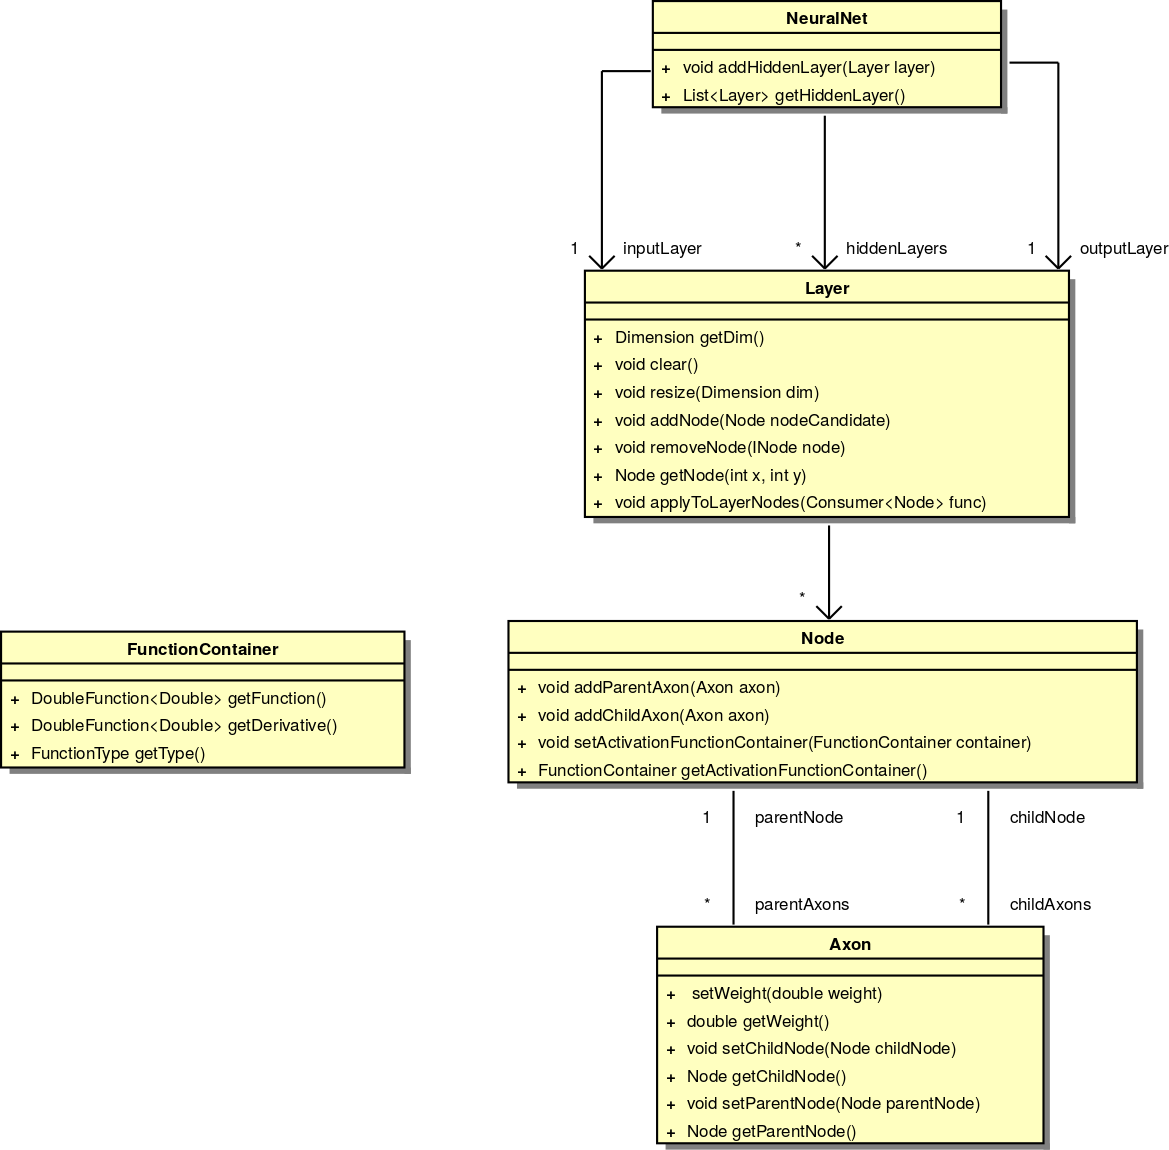 NeuralNet
+ void addHiddenLayer(Layer layer)
+ List<Layer> getHiddenLayer()
1 inputLayer * hiddenLayers 1 outputLayer
Layer
+ Dimension getDim()
+ void clear()
+ void resize(Dimension dim)
+ void addNode(Node nodeCandidate)
+ void removeNode(INode node)
+ Node getNode(int x, int y)
+ void applyToLayerNodes(Consumer<Node> func)
*
FunctionContainer
+ DoubleFunction<Double> getFunction()
+ DoubleFunction<Double> getDerivative()
+ FunctionType getType()
Node
+ void addParentAxon(Axon axon)
+ void addChildAxon(Axon axon)
+ void setActivationFunctionContainer(FunctionContainer container)
+ FunctionContainer getActivationFunctionContainer()
1 parentNode 1 childNode
* parentAxons * childAxons
Axon
+ setWeight(double weight)
+ double getWeight()
+ void setChildNode(Node childNode)
+ Node getChildNode()
+ void setParentNode(Node parentNode)
+ Node getParentNode()